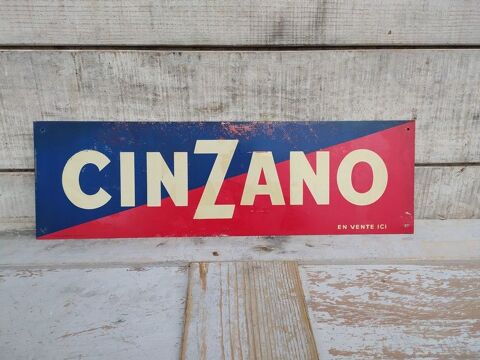 CINZANO
EN VENTE ICI